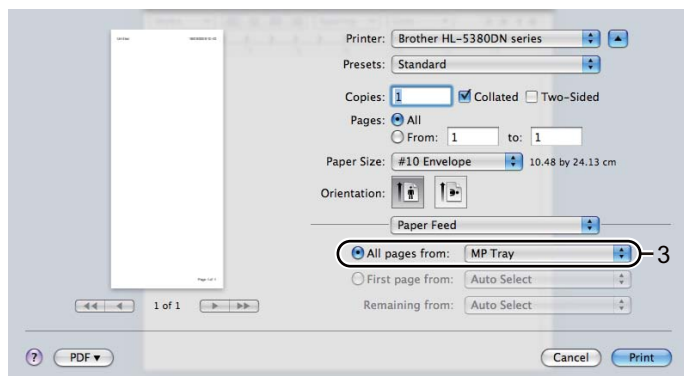 Printer: Brother HL-5380DN series
Presets: Standard
Copies: 1 Collated Two-Sided
Pages: All
From: 1 to: 1
Paper Size: #10 Envelope 10.48 by 24.13 cm
Orientation:
Paper Feed
All pages from: MP Tray 3
First page from: Auto Select
Remaining from: Auto Select
Page 1 of 1
1 of 1
? PDF Cancel Print